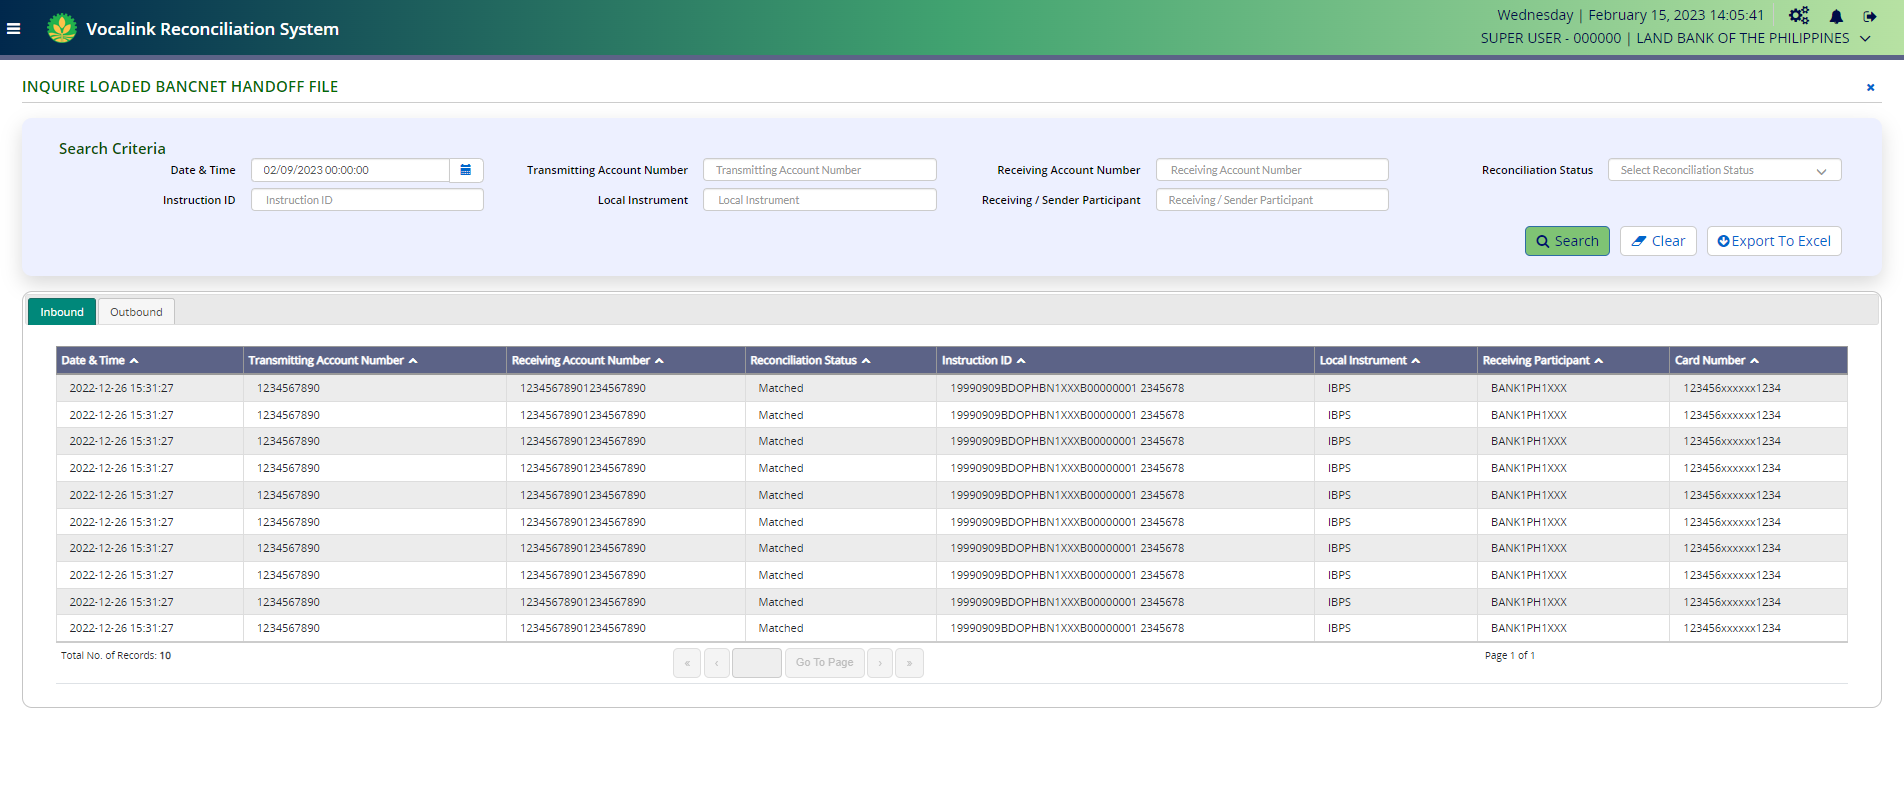 Vocalink Reconciliation System
Wednesday | February 15, 2023 14:05:41
SUPER USER - 000000 | LAND BANK OF THE PHILIPPINES
INQUIRE LOADED BANCNET HANDOFF FILE
Search Criteria
Date & Time 02/09/2023 00:00:00 Transmitting Account Number Transmitting Account Number Receiving Account Number Receiving Account Number Reconciliation Status Select Reconciliation Status
Instruction ID Instruction ID Local Instrument Local Instrument Receiving / Sender Participant Receiving / Sender Participant
Search Clear Export To Excel
Inbound Outbound
Date & Time Transmitting Account Number Receiving Account Number Reconciliation Status Instruction ID Local Instrument Receiving Participant Card Number
2022-12-26 15:31:27 1234567890 12345678901234567890 Matched 19990909BDOPHBN1XXXB00000001 2345678 IBPS BANK1PH1XXX 123456xxxxxx1234
2022-12-26 15:31:27 1234567890 12345678901234567890 Matched 19990909BDOPHBN1XXXB00000001 2345678 IBPS BANK1PH1XXX 123456xxxxxx1234
2022-12-26 15:31:27 1234567890 12345678901234567890 Matched 19990909BDOPHBN1XXXB00000001 2345678 IBPS BANK1PH1XXX 123456xxxxxx1234
2022-12-26 15:31:27 1234567890 12345678901234567890 Matched 19990909BDOPHBN1XXXB00000001 2345678 IBPS BANK1PH1XXX 123456xxxxxx1234
2022-12-26 15:31:27 1234567890 12345678901234567890 Matched 19990909BDOPHBN1XXXB00000001 2345678 IBPS BANK1PH1XXX 123456xxxxxx1234
2022-12-26 15:31:27 1234567890 12345678901234567890 Matched 19990909BDOPHBN1XXXB00000001 2345678 IBPS BANK1PH1XXX 123456xxxxxx1234
2022-12-26 15:31:27 1234567890 12345678901234567890 Matched 19990909BDOPHBN1XXXB00000001 2345678 IBPS BANK1PH1XXX 123456xxxxxx1234
2022-12-26 15:31:27 1234567890 12345678901234567890 Matched 19990909BDOPHBN1XXXB00000001 2345678 IBPS BANK1PH1XXX 123456xxxxxx1234
2022-12-26 15:31:27 1234567890 12345678901234567890 Matched 19990909BDOPHBN1XXXB00000001 2345678 IBPS BANK1PH1XXX 123456xxxxxx1234
2022-12-26 15:31:27 1234567890 12345678901234567890 Matched 19990909BDOPHBN1XXXB00000001 2345678 IBPS BANK1PH1XXX 123456xxxxxx1234
Total No. of Records: 10 « ‹ Go To Page › » Page 1 of 1